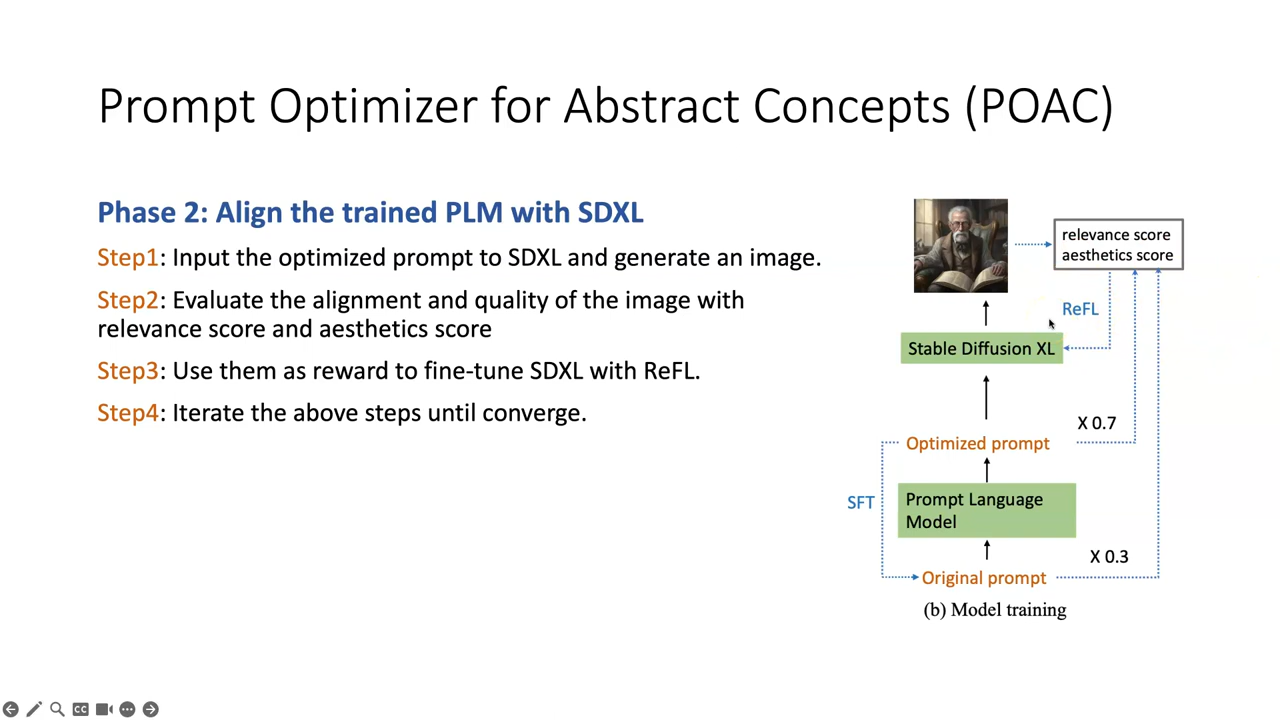 Prompt Optimizer for Abstract Concepts (POAC)
Phase 2: Align the trained PLM with SDXL
Step1: Input the optimized prompt to SDXL and generate an image.
Step2: Evaluate the alignment and quality of the image with
relevance score and aesthetics score
Step3: Use them as reward to fine-tune SDXL with ReFL.
Step4: Iterate the above steps until converge.
relevance score
aesthetics score
ReFL
Stable Diffusion XL
X 0.7
Optimized prompt
SFT
Prompt Language
Model
X 0.3
Original prompt
(b) Model training
CC